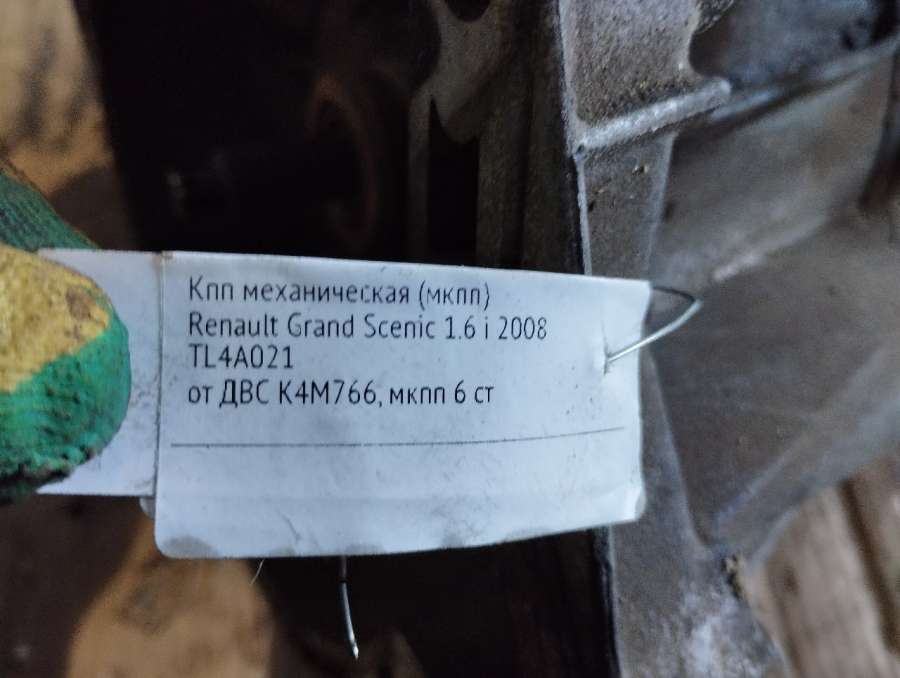 Кпп механическая (мкпп)
Renault Grand Scenic 1.6 i 2008
TL4A021
от ДВС K4M766, мкпп 6 ст